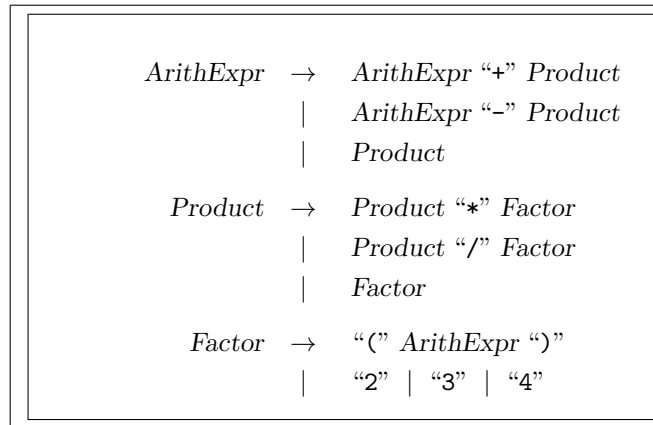 ArithExpr → ArithExpr “+” Product
| ArithExpr “-” Product
| Product
Product → Product “*” Factor
| Product “/” Factor
| Factor
Factor → “(” ArithExpr “)”
| “2” | “3” | “4”